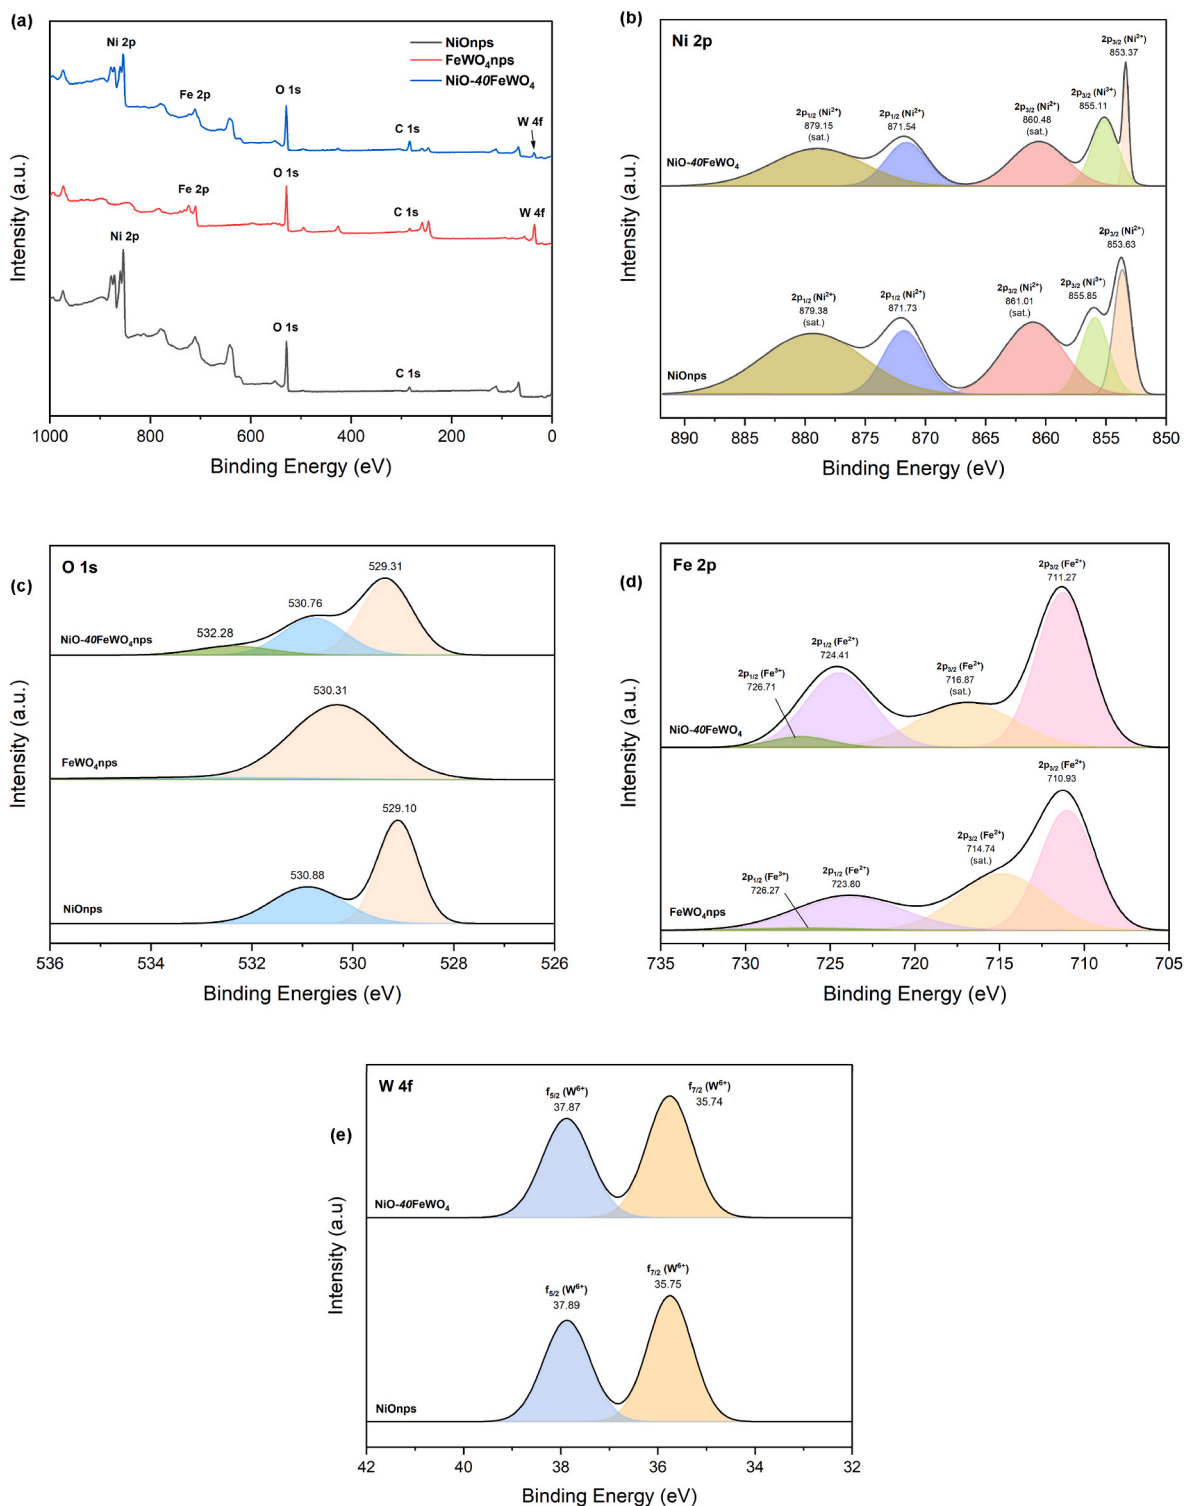 (a)
Ni 2p
Fe 2p
O 1s
C 1s
W 4f
NiOnps
FeWO₄nps
NiO-40FeWO₄
Fe 2p
O 1s
C 1s
W 4f
Ni 2p
O 1s
C 1s
Intensity (a.u.)
1000 800 600 400 200 0
Binding Energy (eV)
(b)
Ni 2p
2p₁/₂ (Ni²⁺)
879.15
(sat.)
2p₁/₂ (Ni²⁺)
871.54
2p₃/₂ (Ni²⁺)
860.48
(sat.)
2p₃/₂ (Ni³⁺)
855.11
2p₃/₂ (Ni²⁺)
853.37
NiO-40FeWO₄
2p₁/₂ (Ni²⁺)
879.38
(sat.)
2p₁/₂ (Ni²⁺)
871.73
2p₃/₂ (Ni²⁺)
861.01
(sat.)
2p₃/₂ (Ni³⁺)
855.85
2p₃/₂ (Ni²⁺)
853.63
NiOnps
Intensity (a.u.)
890 885 880 875 870 865 860 855 850
Binding Energy (eV)
(c)
O 1s
532.28
530.76
529.31
NiO-40FeWO₄nps
530.31
FeWO₄nps
530.88
529.10
NiOnps
Intensity (a.u.)
536 534 532 530 528 526
Binding Energies (eV)
(d)
Fe 2p
2p₁/₂ (Fe³⁺)
726.71
2p₁/₂ (Fe²⁺)
724.41
2p₃/₂ (Fe²⁺)
716.87
(sat.)
2p₃/₂ (Fe²⁺)
711.27
NiO-40FeWO₄
2p₁/₂ (Fe³⁺)
726.27
2p₁/₂ (Fe²⁺)
723.80
2p₃/₂ (Fe²⁺)
714.74
(sat.)
2p₃/₂ (Fe²⁺)
710.93
FeWO₄nps
Intensity (a.u.)
735 730 725 720 715 710 705
Binding Energy (eV)
(e)
W 4f
f₅/₂ (W⁶⁺)
37.87
f₇/₂ (W⁶⁺)
35.74
NiO-40FeWO₄
f₅/₂ (W⁶⁺)
37.89
f₇/₂ (W⁶⁺)
35.75
NiOnps
Intensity (a.u)
42 40 38 36 34 32
Binding Energy (eV)